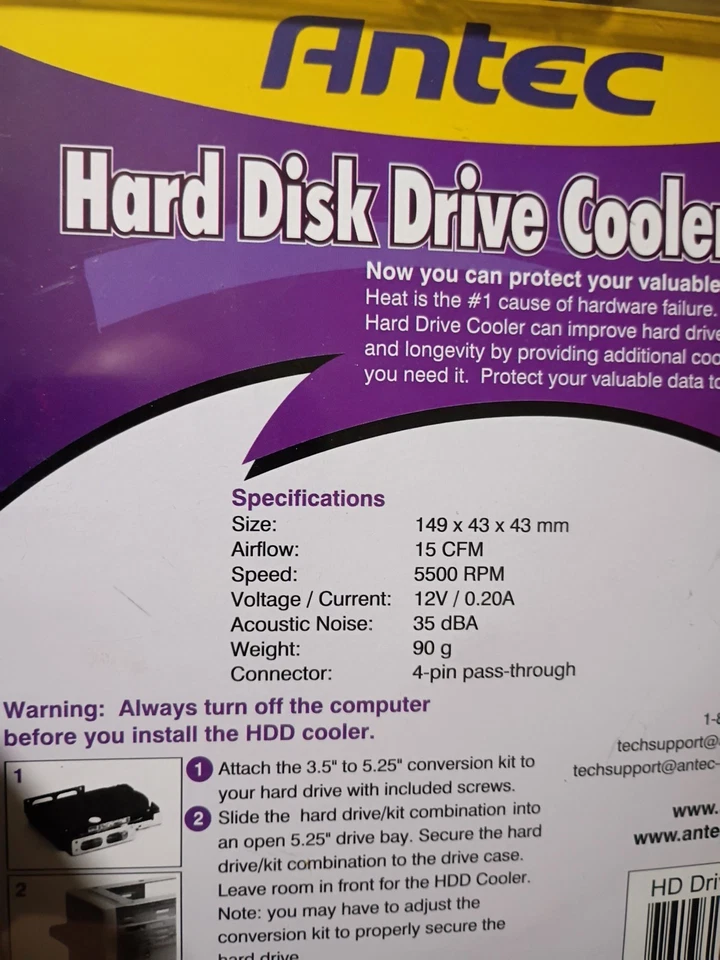 Antec
Hard Disk Drive Cooler
Now you can protect your valuable
Heat is the #1 cause of hardware failure.
Hard Drive Cooler can improve hard drive
and longevity by providing additional coo
you need it. Protect your valuable data to
Specifications
Size: 149 x 43 x 43 mm
Airflow: 15 CFM
Speed: 5500 RPM
Voltage / Current: 12V / 0.20A
Acoustic Noise: 35 dBA
Weight: 90 g
Connector: 4-pin pass-through
Warning: Always turn off the computer
before you install the HDD cooler.
1
1 Attach the 3.5" to 5.25" conversion kit to
your hard drive with included screws.
2
2 Slide the hard drive/kit combination into
an open 5.25" drive bay. Secure the hard
drive/kit combination to the drive case.
Leave room in front for the HDD Cooler.
Note: you may have to adjust the
conversion kit to properly secure the
hard drive
1-8
techsupport@
techsupport@antec-
www.
www.ante
HD Dri